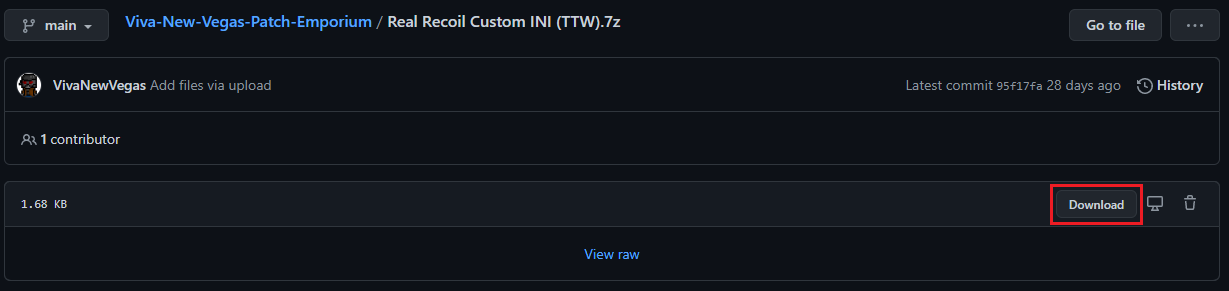 main Viva-New-Vegas-Patch-Emporium / Real Recoil Custom INI (TTW).7z Go to file ...
VivaNewVegas Add files via upload Latest commit 95f17fa 28 days ago History
1 contributor
1.68 KB Download
View raw